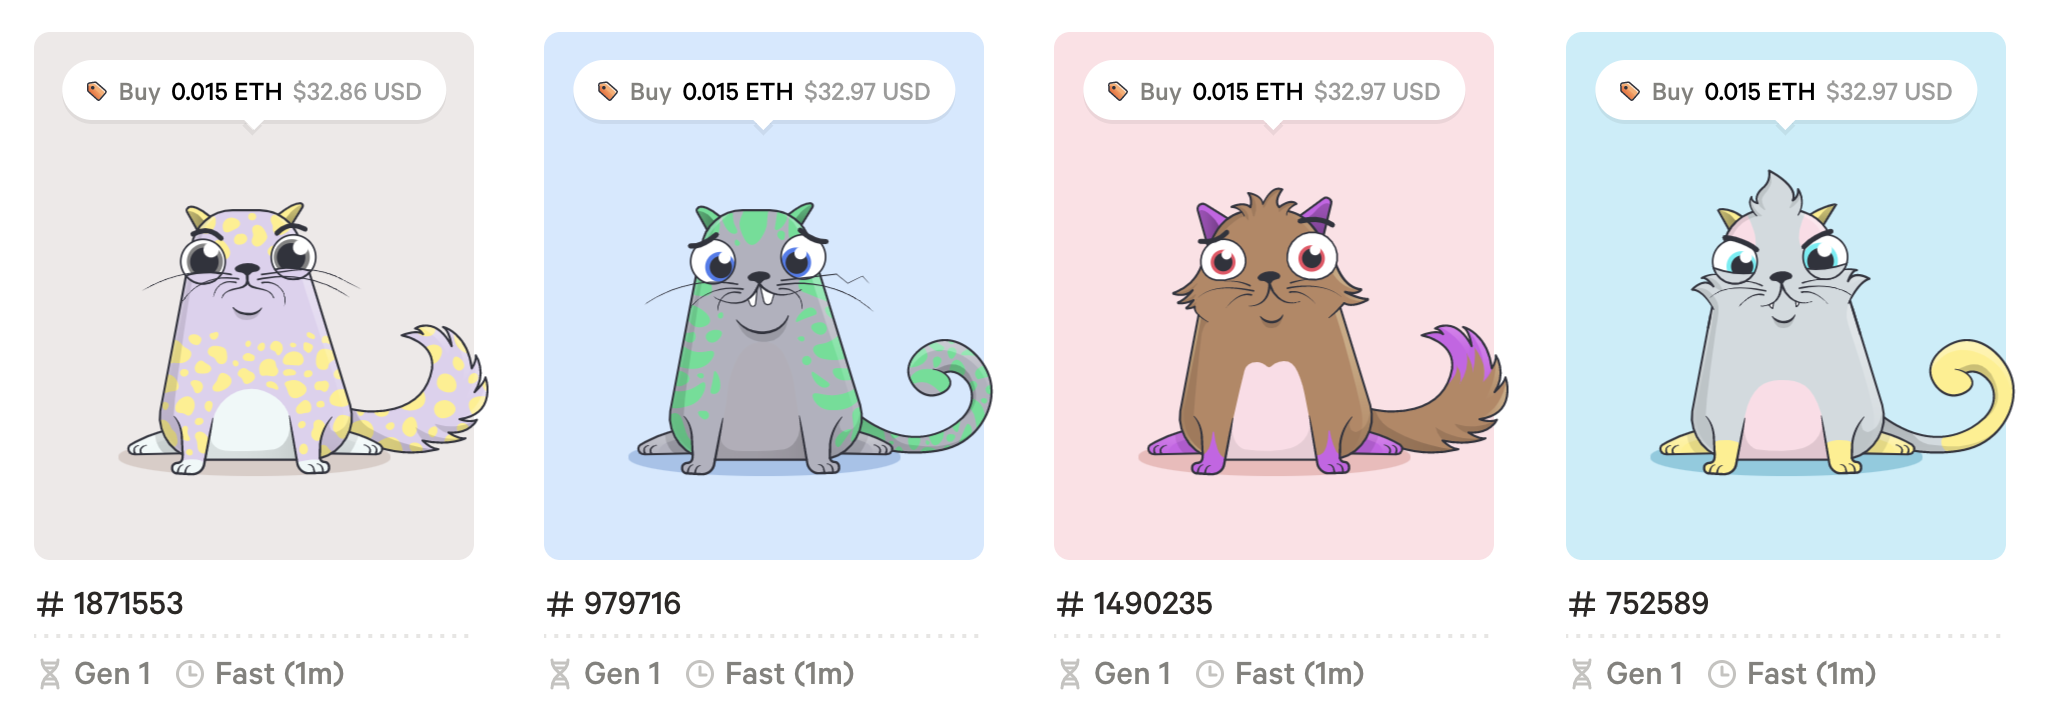 Buy 0.015 ETH $32.86 USD
Buy 0.015 ETH $32.97 USD
Buy 0.015 ETH $32.97 USD
Buy 0.015 ETH $32.97 USD
# 1871553
# 979716
# 1490235
# 752589
Gen 1 Fast (1m)
Gen 1 Fast (1m)
Gen 1 Fast (1m)
Gen 1 Fast (1m)